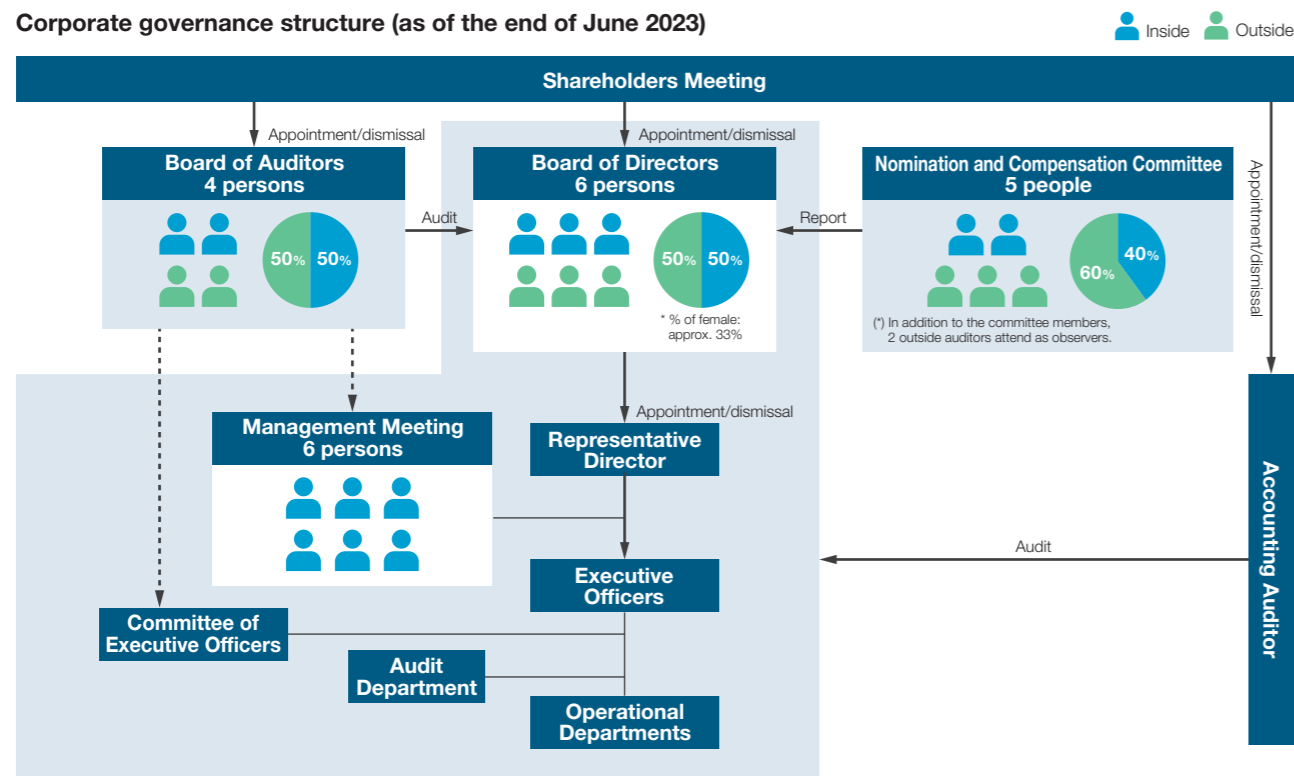 Corporate governance structure (as of the end of June 2023)
Inside
Outside
Shareholders Meeting
Appointment/dismissal
Appointment/dismissal
Appointment/dismissal
Board of Auditors
4 persons
50%
50%
Audit
Board of Directors
6 persons
50%
50%
* % of female:
approx. 33%
Report
Nomination and Compensation Committee
5 people
40%
60%
(*) In addition to the committee members,
2 outside auditors attend as observers.
Appointment/dismissal
Management Meeting
6 persons
Representative
Director
Accounting Auditor
Audit
Executive
Officers
Committee of
Executive Officers
Audit
Department
Operational
Departments